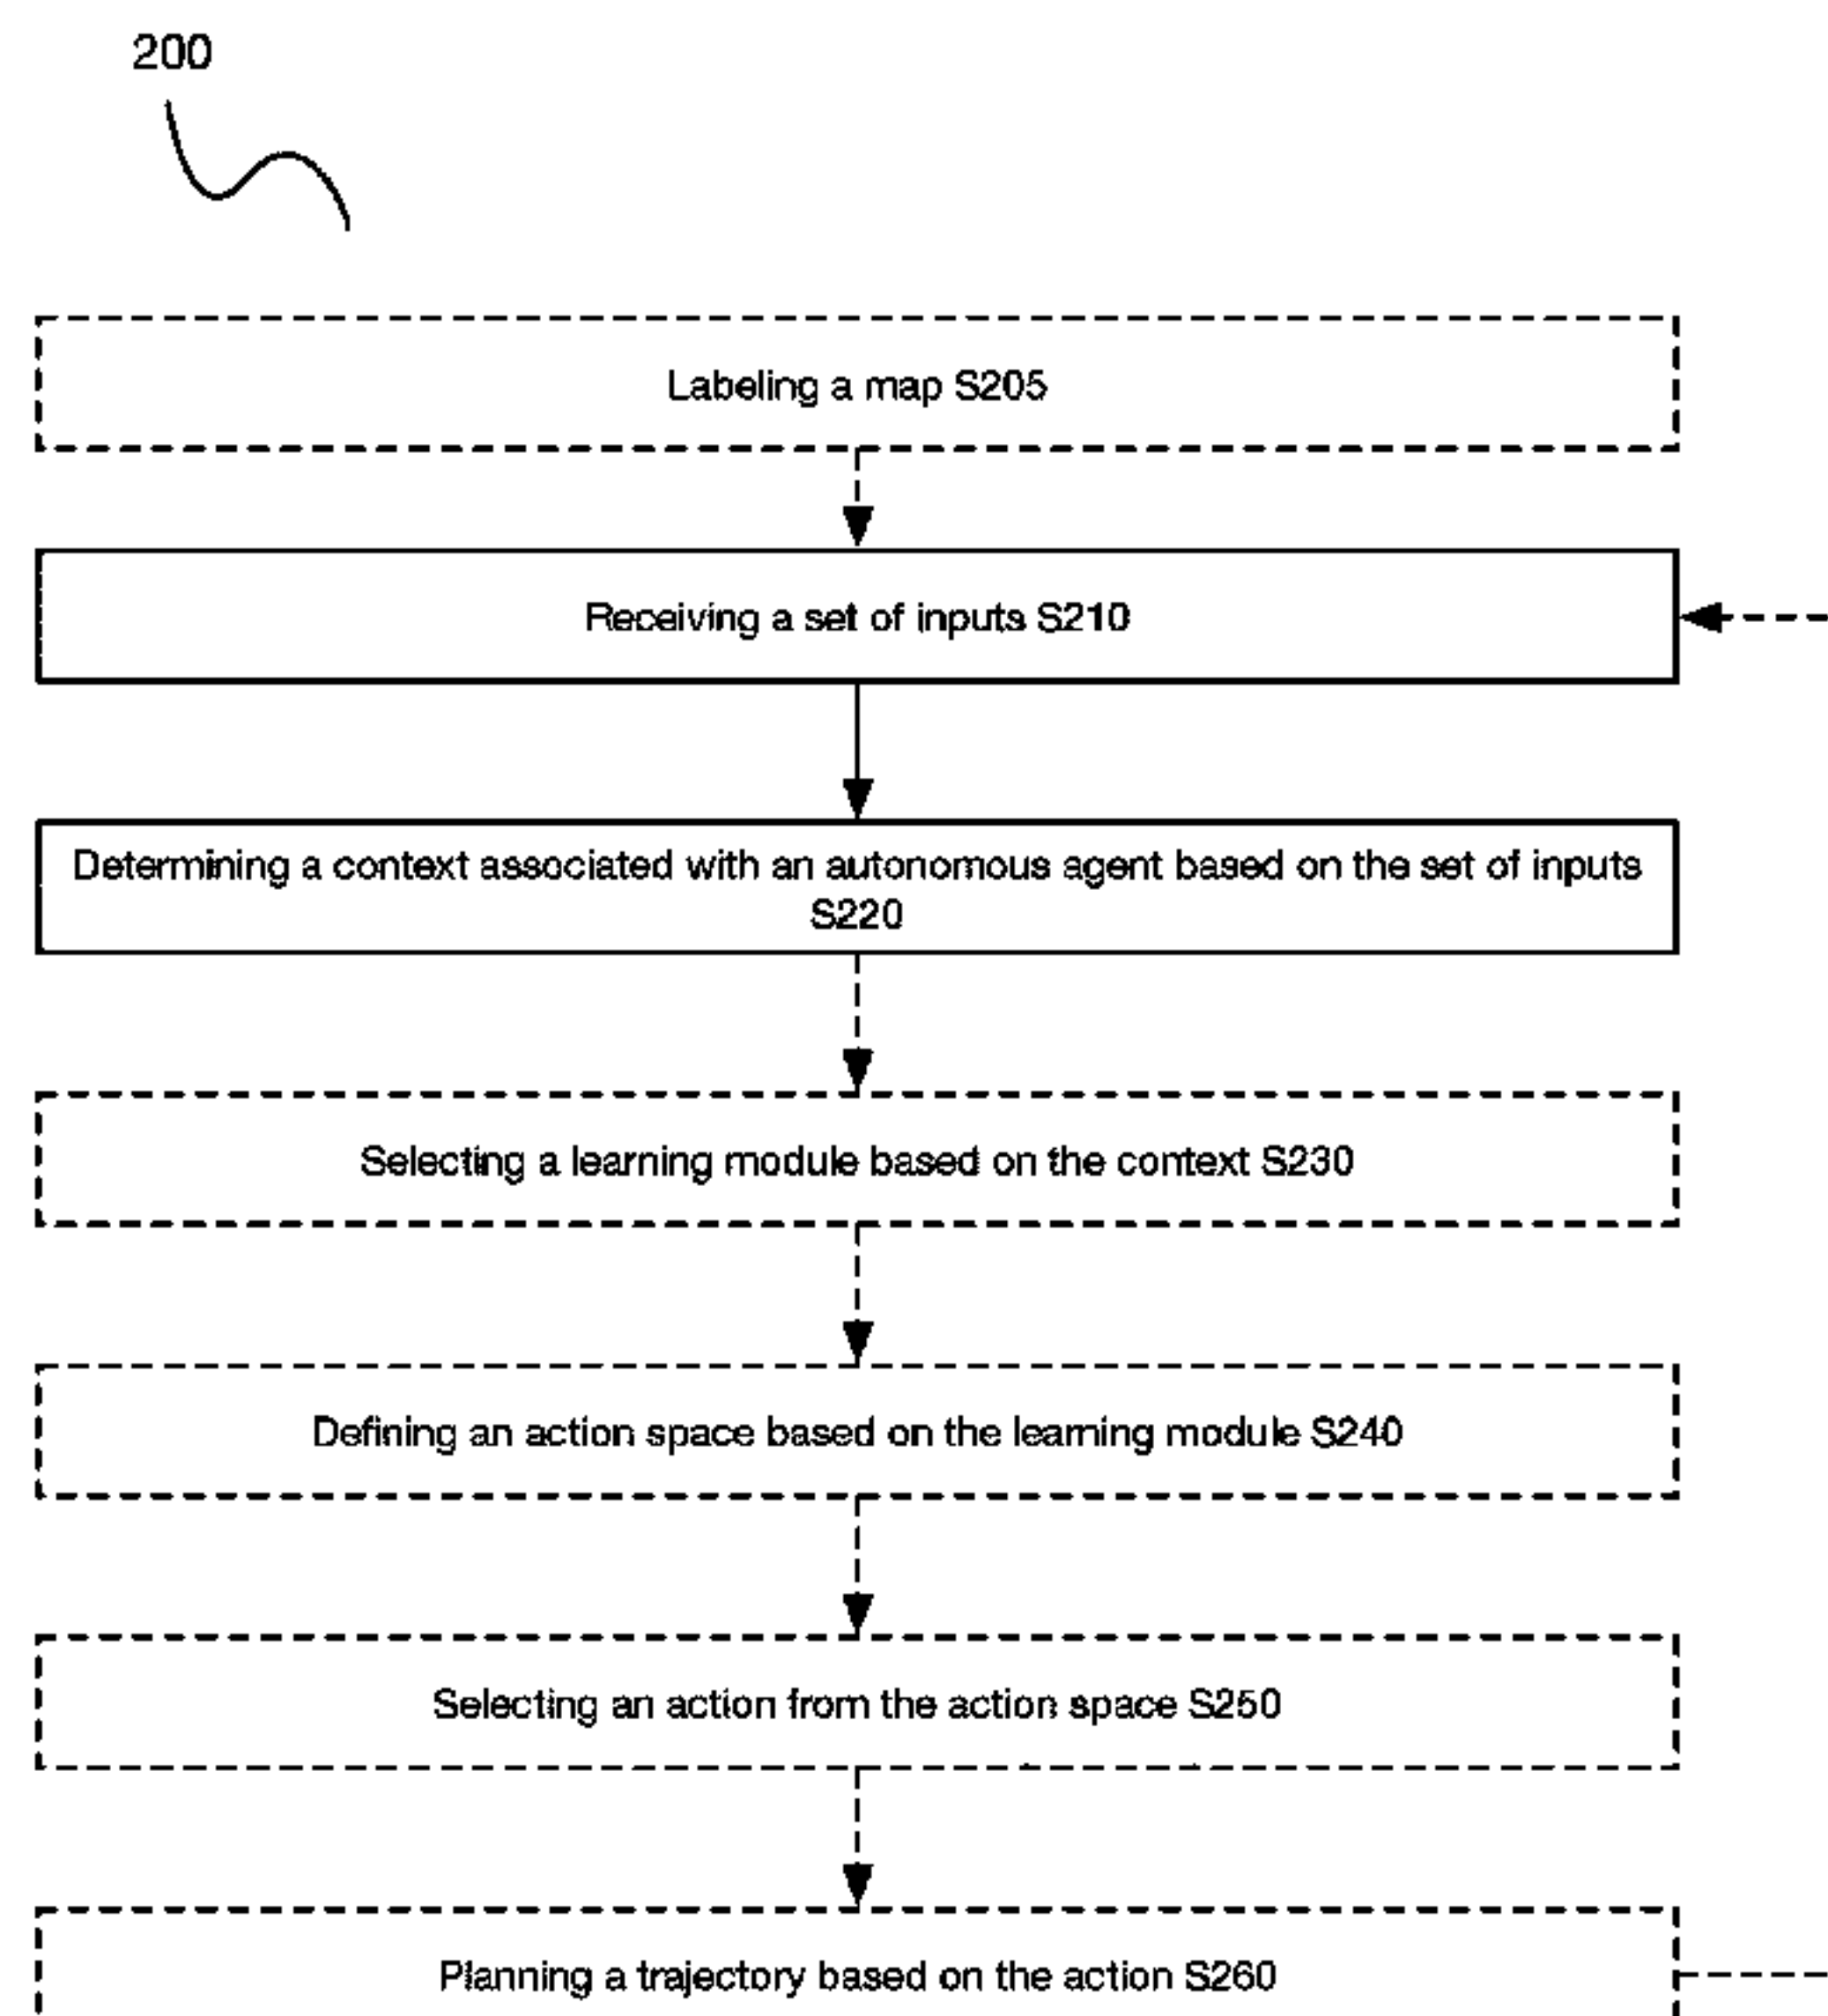 200
Labeling a map S205
Receiving a set of inputs S210
Determining a context associated with an autonomous agent based on the set of inputs
S220
Selecting a learning module based on the context S230
Defining an action space based on the learning module S240
Selecting an action from the action space S250
Planning a trajectory based on the action S260